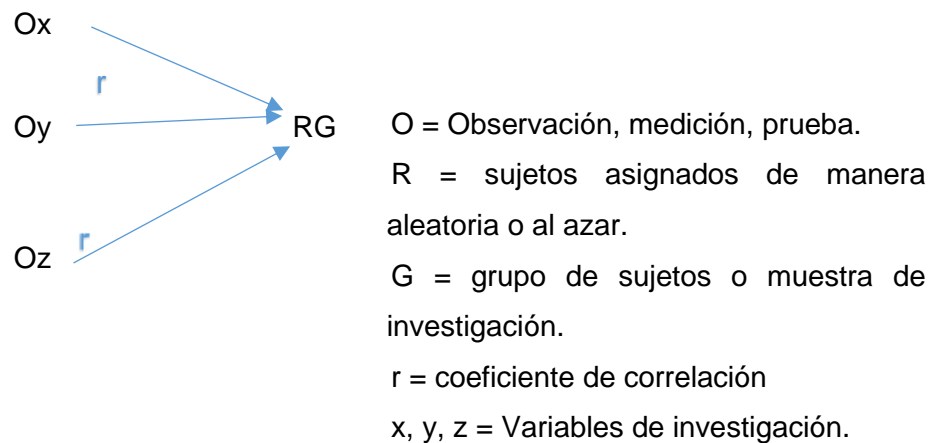 Ox
r
Oy
RG
r
Oz
O = Observación, medición, prueba.
R = sujetos asignados de manera
aleatoria o al azar.
G = grupo de sujetos o muestra de
investigación.
r = coeficiente de correlación
x, y, z = Variables de investigación.